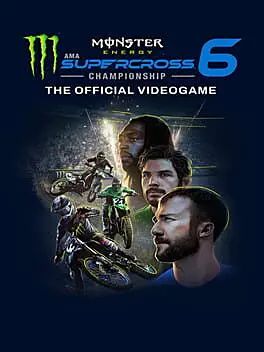 MONSTER
ENERGY
AMA
SUPERCROSS 6
CHAMPIONSHIP
THE OFFICIAL VIDEOGAME